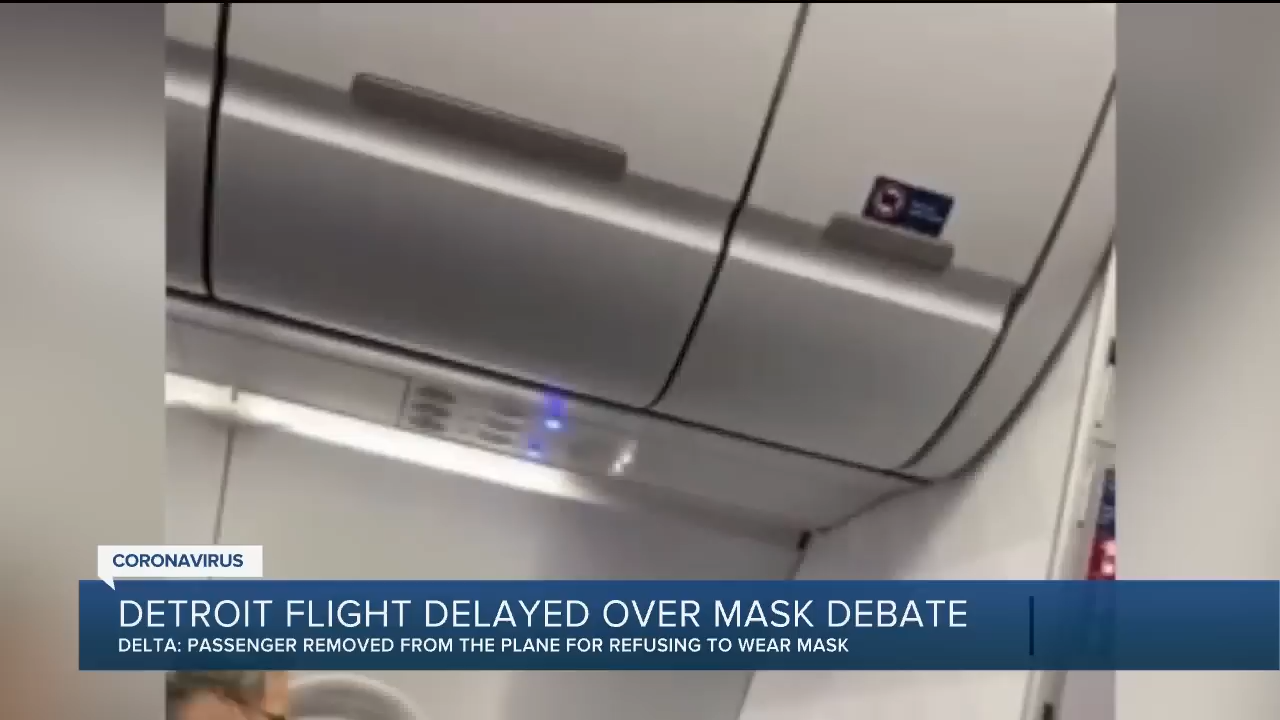 CORONAVIRUS
DETROIT FLIGHT DELAYED OVER MASK DEBATE
DELTA: PASSENGER REMOVED FROM THE PLANE FOR REFUSING TO WEAR MASK